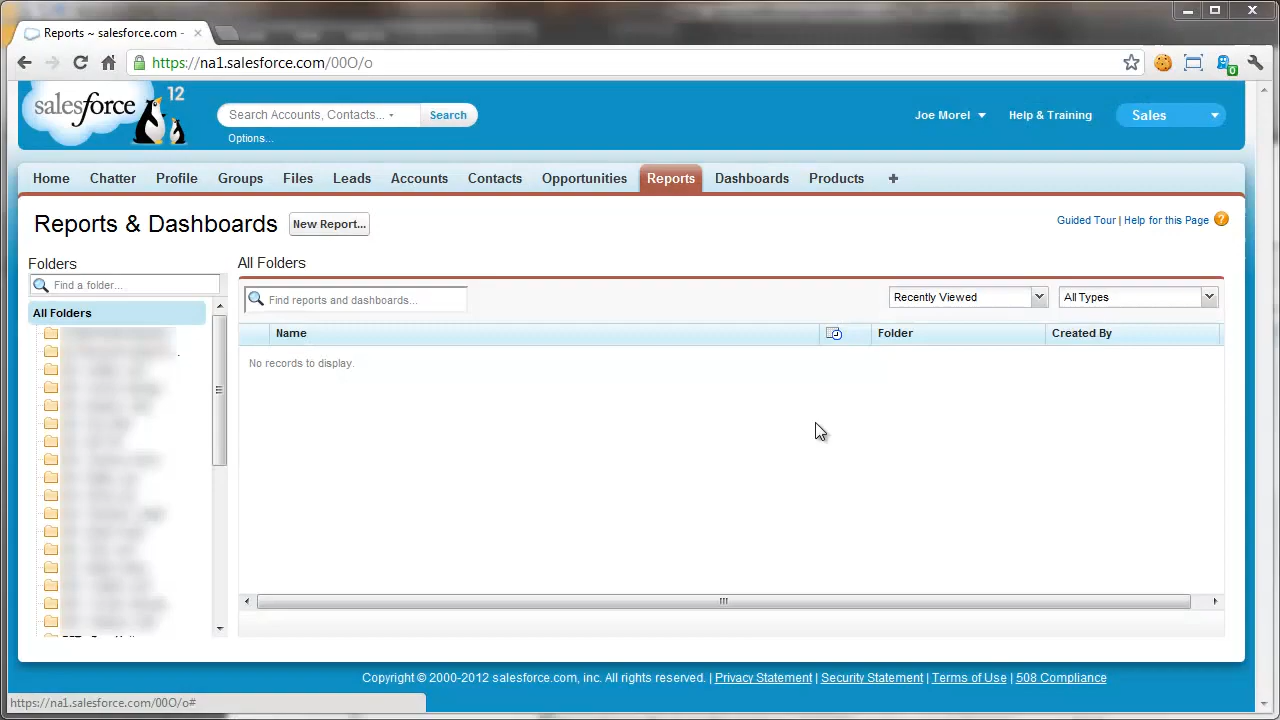 Reports ~ salesforce.com -
https://na1.salesforce.com/00O/o
0
salesforce 12
Search Accounts, Contacts...
Search
Options...
Joe Morel
Help & Training
Sales
Home Chatter Profile Groups Files Leads Accounts Contacts Opportunities Reports Dashboards Products +
Reports & Dashboards
New Report...
Guided Tour | Help for this Page ?
Folders
Find a folder...
All Folders
All Folders
Find reports and dashboards...
Recently Viewed
All Types
Name Folder Created By
No records to display.
Copyright © 2000-2012 salesforce.com, inc. All rights reserved. | Privacy Statement | Security Statement | Terms of Use | 508 Compliance
https://na1.salesforce.com/00O/o#